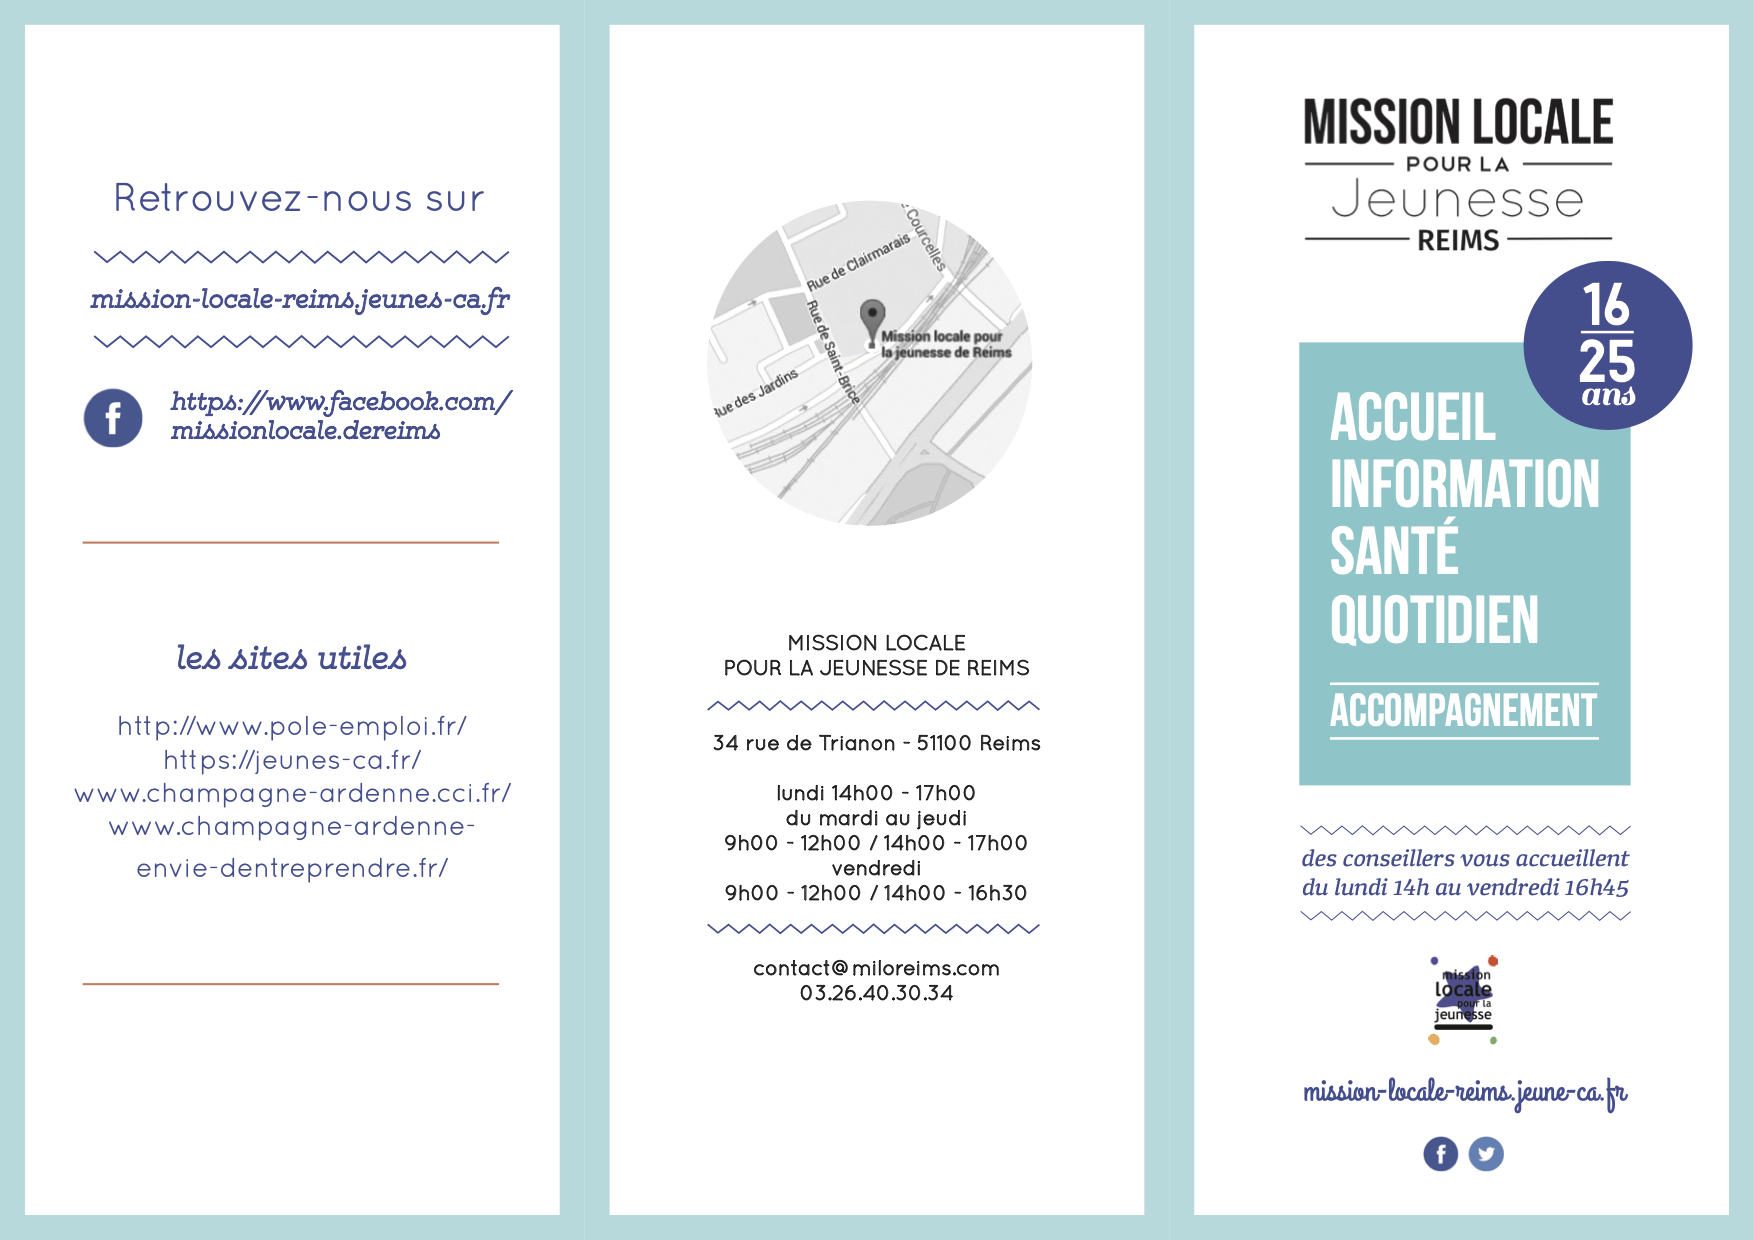 Retrouvez-nous sur
mission-locale-reims.jeunes-ca.fr
https://www.facebook.com/
missionlocale.dereims
les sites utiles
http://www.pole-emploi.fr/
https://jeunes-ca.fr/
www.champagne-ardenne.cci.fr/
www.champagne-ardenne-
envie-dentreprendre.fr/
Courcelles
Rue de Clairmarais
Rue de Saint-Brice
Mission locale pour
la jeunesse de Reims
Rue des Jardins
MISSION LOCALE
POUR LA JEUNESSE DE REIMS
34 rue de Trianon - 51100 Reims
lundi 14h00 - 17h00
du mardi au jeudi
9h00 - 12h00 / 14h00 - 17h00
vendredi
9h00 - 12h00 / 14h00 - 16h30
contact@miloreims.com
03.26.40.30.34
MISSION LOCALE
POUR LA
Jeunesse
REIMS
16
25
ans
ACCUEIL
INFORMATION
SANTÉ
QUOTIDIEN
ACCOMPAGNEMENT
des conseillers vous accueillent
du lundi 14h au vendredi 16h45
mission
locale
pour la
jeunesse
mission-locale-reims.jeune-ca.fr